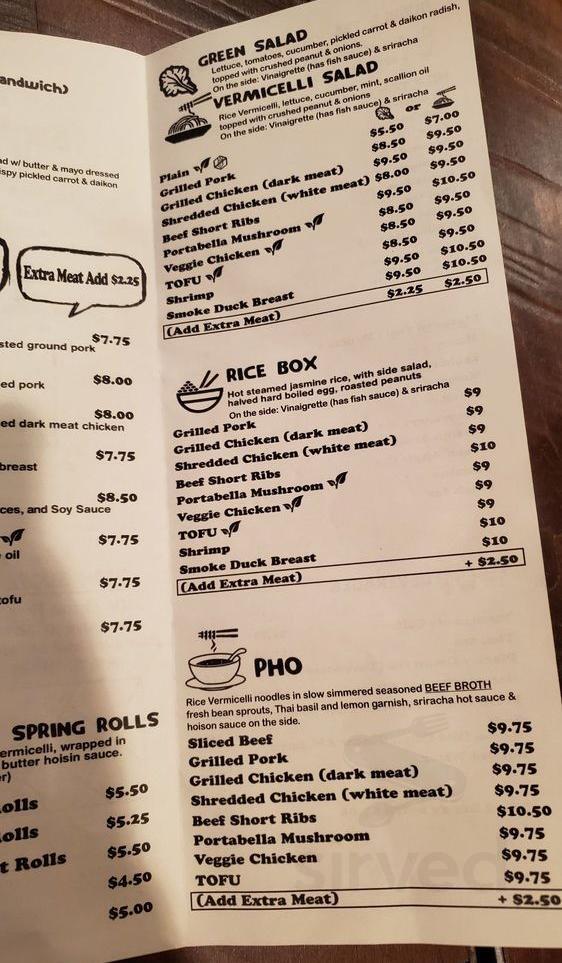 andwich)
ad w/ butter & mayo dressed
ispy pickled carrot & daikon
Extra Meat Add $2.25
$7.75
sted ground pork
ed pork $8.00
$8.00
ed dark meat chicken
$7.75
breast
$8.50
ces, and Soy Sauce
$7.75
oil
$7.75
tofu
$7.75
SPRING ROLLS
ermicelli, wrapped in
butter hoisin sauce.
r)
olls $5.50
olls $5.25
t Rolls $5.50
$4.50
$5.00
GREEN SALAD
Lettuce, tomatoes, cucumber, pickled carrot & daikon radish,
topped with crushed peanut & onions.
On the side: Vinaigrette (has fish sauce) & sriracha
VERMICELLI SALAD
Rice Vermicelli, lettuce, cucumber, mint, scallion oil
topped with crushed peanut & onions
On the side: Vinaigrette (has fish sauce) & sriracha
or
Plain $5.50 $7.00
Grilled Pork $8.50 $9.50
Grilled Chicken (dark meat) $9.50 $9.50
Shredded Chicken (white meat) $8.00 $9.50
Beef Short Ribs $9.50 $10.50
Portabella Mushroom $8.50 $9.50
Veggie Chicken $8.50 $9.50
TOFU $8.50 $9.50
Shrimp $9.50 $10.50
Smoke Duck Breast $9.50 $10.50
(Add Extra Meat) $2.25 $2.50
RICE BOX
Hot steamed jasmine rice, with side salad,
halved hard boiled egg, roasted peanuts
On the side: Vinaigrette (has fish sauce) & sriracha
Grilled Pork $9
Grilled Chicken (dark meat) $9
Shredded Chicken (white meat) $9
Beef Short Ribs $10
Portabella Mushroom $9
Veggie Chicken $9
TOFU $9
Shrimp $10
Smoke Duck Breast $10
(Add Extra Meat) + $2.50
PHO
Rice Vermicelli noodles in slow simmered seasoned BEEF BROTH
fresh bean sprouts, Thai basil and lemon garnish, sriracha hot sauce &
hoison sauce on the side.
Sliced Beef $9.75
Grilled Pork $9.75
Grilled Chicken (dark meat) $9.75
Shredded Chicken (white meat) $9.75
Beef Short Ribs $10.50
Portabella Mushroom $9.75
Veggie Chicken $9.75
TOFU $9.75
(Add Extra Meat) + $2.50
sirved